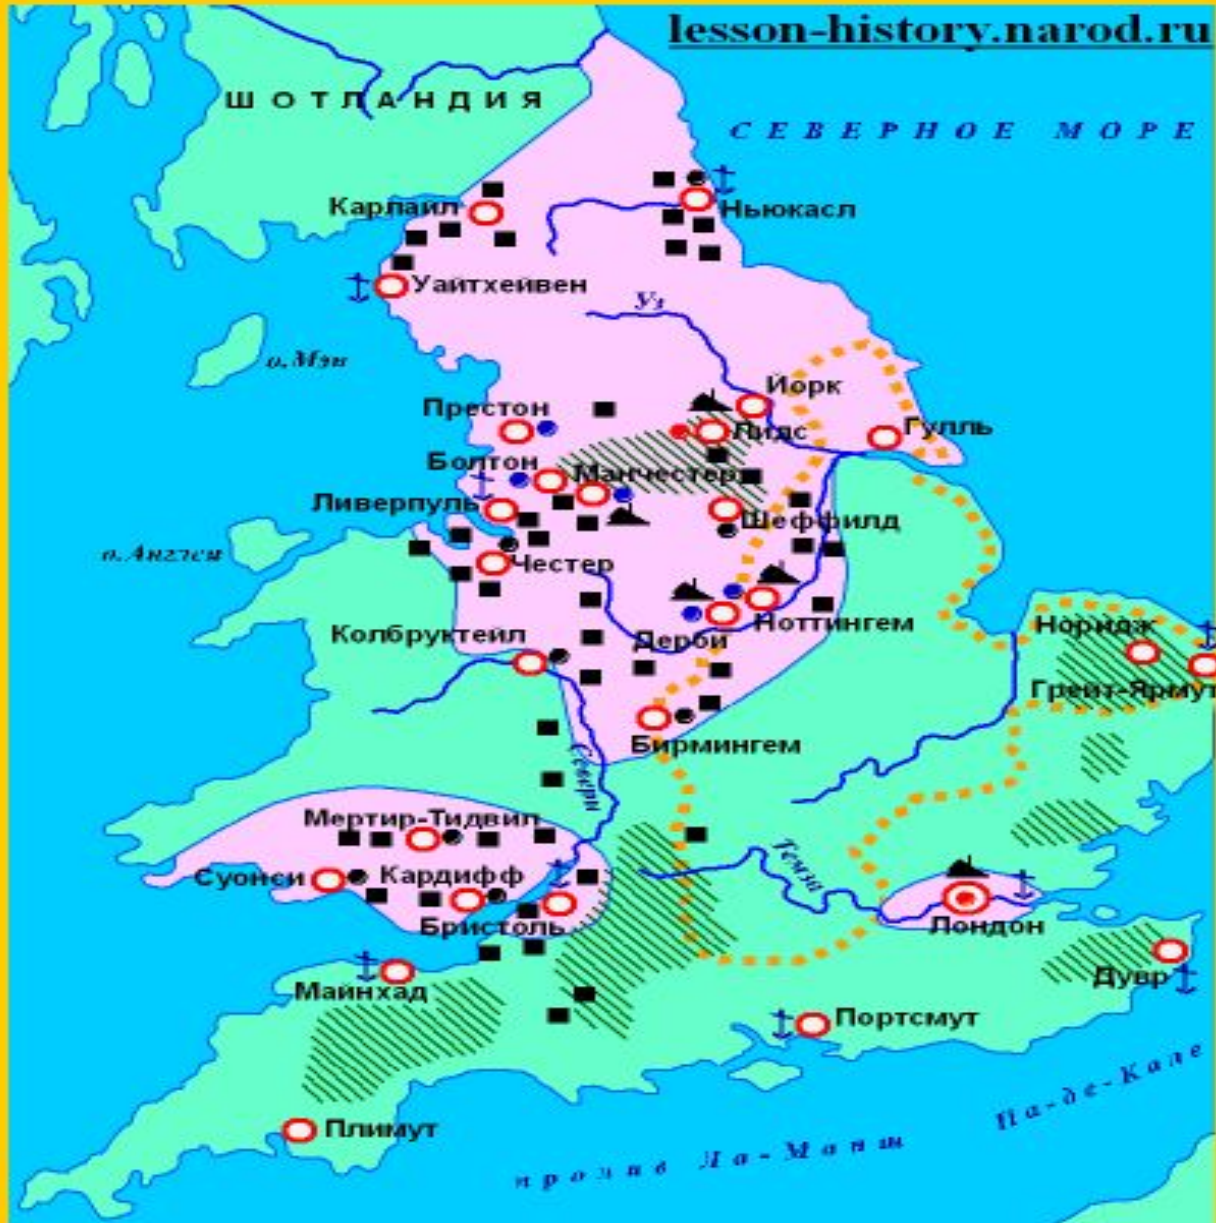 lesson-history.narod.ru
ШОТЛАНДИЯ
СЕВЕРНОЕ МОРЕ
Карлайл
Ньюкасл
Уайтхейвен
Уз
о.Мэн
Йорк
Престон
Лидс
Гулль
Болтон
Манчестер
Ливерпуль
Шеффилд
о.Англси
Честер
Колбруктейл
Дерби
Ноттингем
Норидж
Грейт-Ярмут
Бирмингем
Северн
Мертир-Тидвил
Темза
Суонси
Кардифф
Бристоль
Лондон
Майнхад
Дувр
Портсмут
Па-де-Кале
Плимут
пролив Ла-Манш